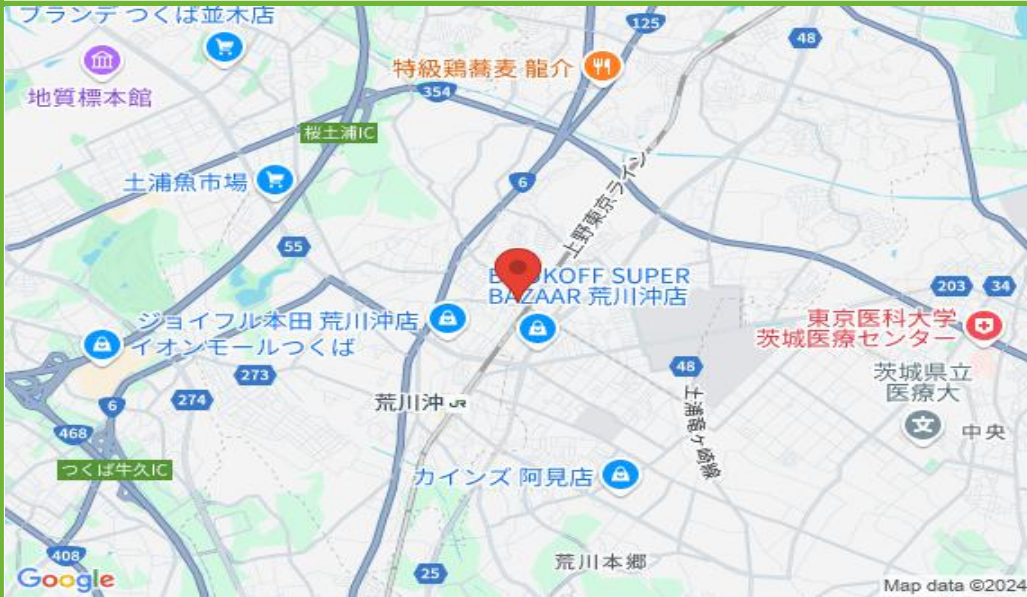 ブランデ つくば並木店
125
48
特級鶏蕎麦 龍介
地質標本館
354
桜土浦IC
土浦魚市場
6
上野東京ライン
55
BOOKOFF SUPER
BAZAAR 荒川沖店
203
34
ジョイフル本田 荒川沖店
イオンモールつくば
東京医科大学
茨城医療センター
273
48
茨城県立
医療大
274
6
荒川沖
JR
土浦竜ヶ崎線
中央
468
つくば牛久IC
カインズ 阿見店
408
荒川本郷
25
Google
Map data ©2024